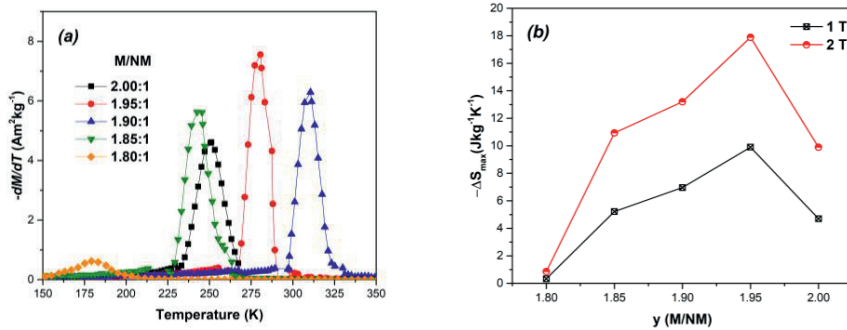 (a)
M/NM
2.00:1
1.95:1
1.90:1
1.85:1
1.80:1
-dM/dT (Am²kg⁻¹)
8
6
4
2
0
150 175 200 225 250 275 300 325 350
Temperature (K)
(b)
1 T
2 T
−ΔS_max(Jkg⁻¹K⁻¹)
20
18
16
14
12
10
8
6
4
2
0
1.80 1.85 1.90 1.95 2.00
y (M/NM)